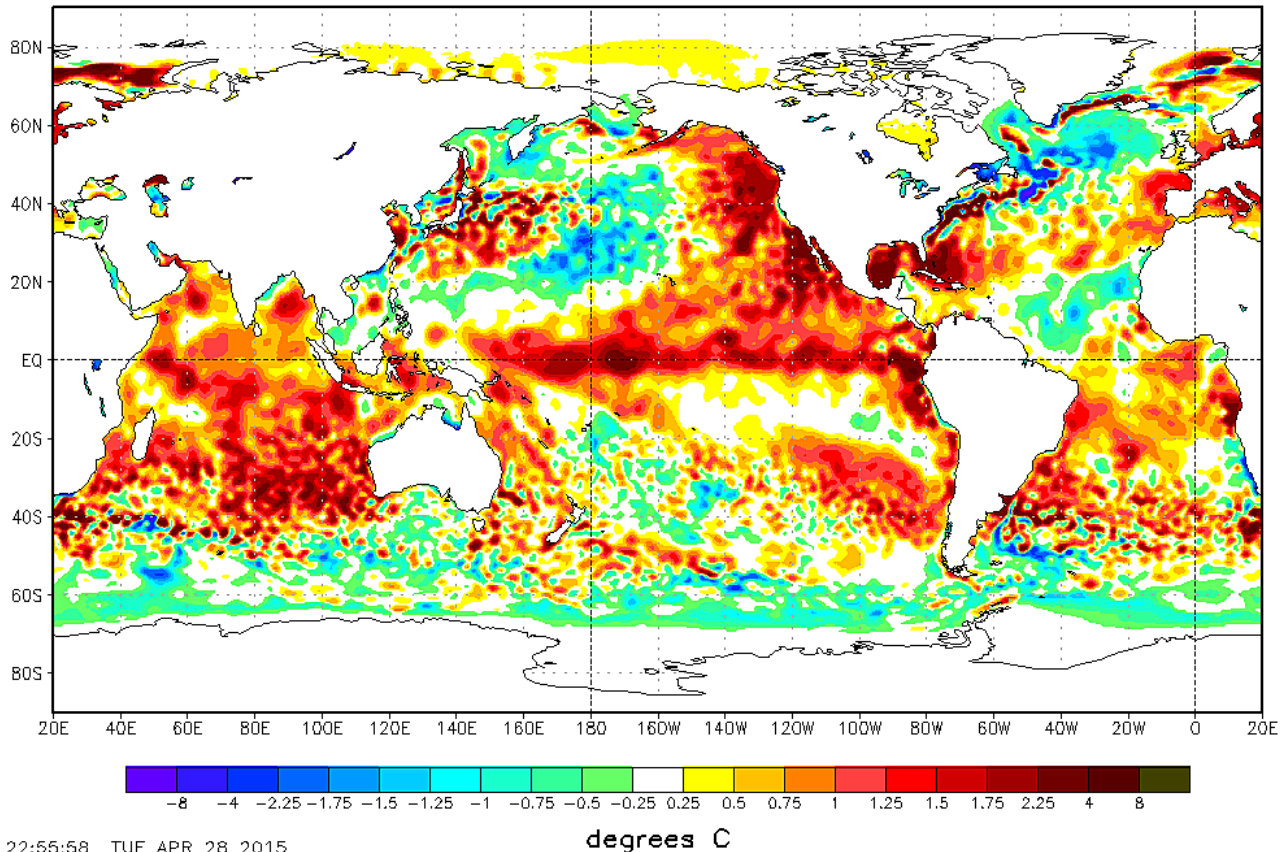 80N
60N
40N
20N
EQ
20S
40S
60S
80S
20E 40E 60E 80E 100E 120E 140E 160E 180 160W 140W 120W 100W 80W 60W 40W 20W 0 20E
-8 -4 -2.25 -1.75 -1.5 -1.25 -1 -0.75 -0.5 -0.25 0.25 0.5 0.75 1 1.25 1.5 1.75 2.25 4 8
degrees C
22:55:58 TUE APR 28 2015